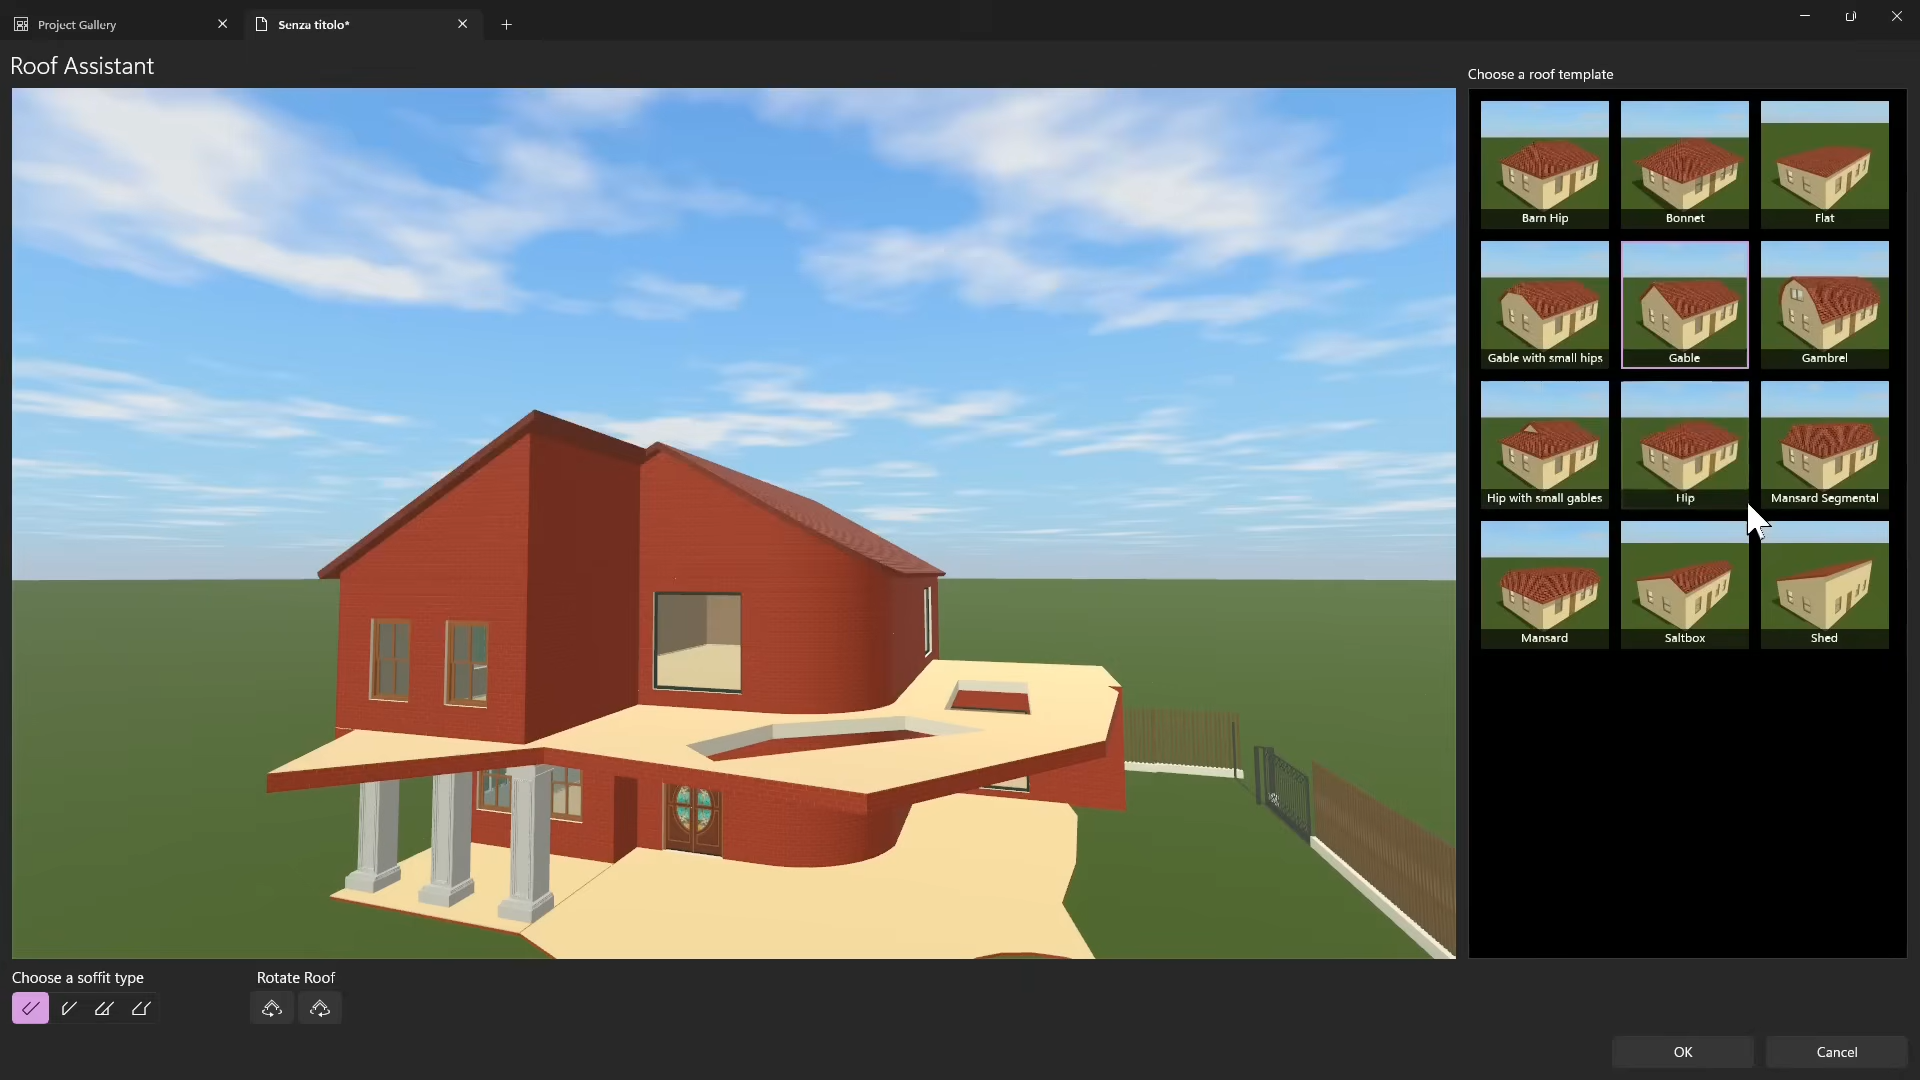 Project Gallery
Senza titolo*
Roof Assistant
Choose a roof template
Barn Hip
Bonnet
Flat
Gable with small hips
Gable
Gambrel
Hip with small gables
Hip
Mansard Segmental
Mansard
Saltbox
Shed
Choose a soffit type
Rotate Roof
OK
Cancel